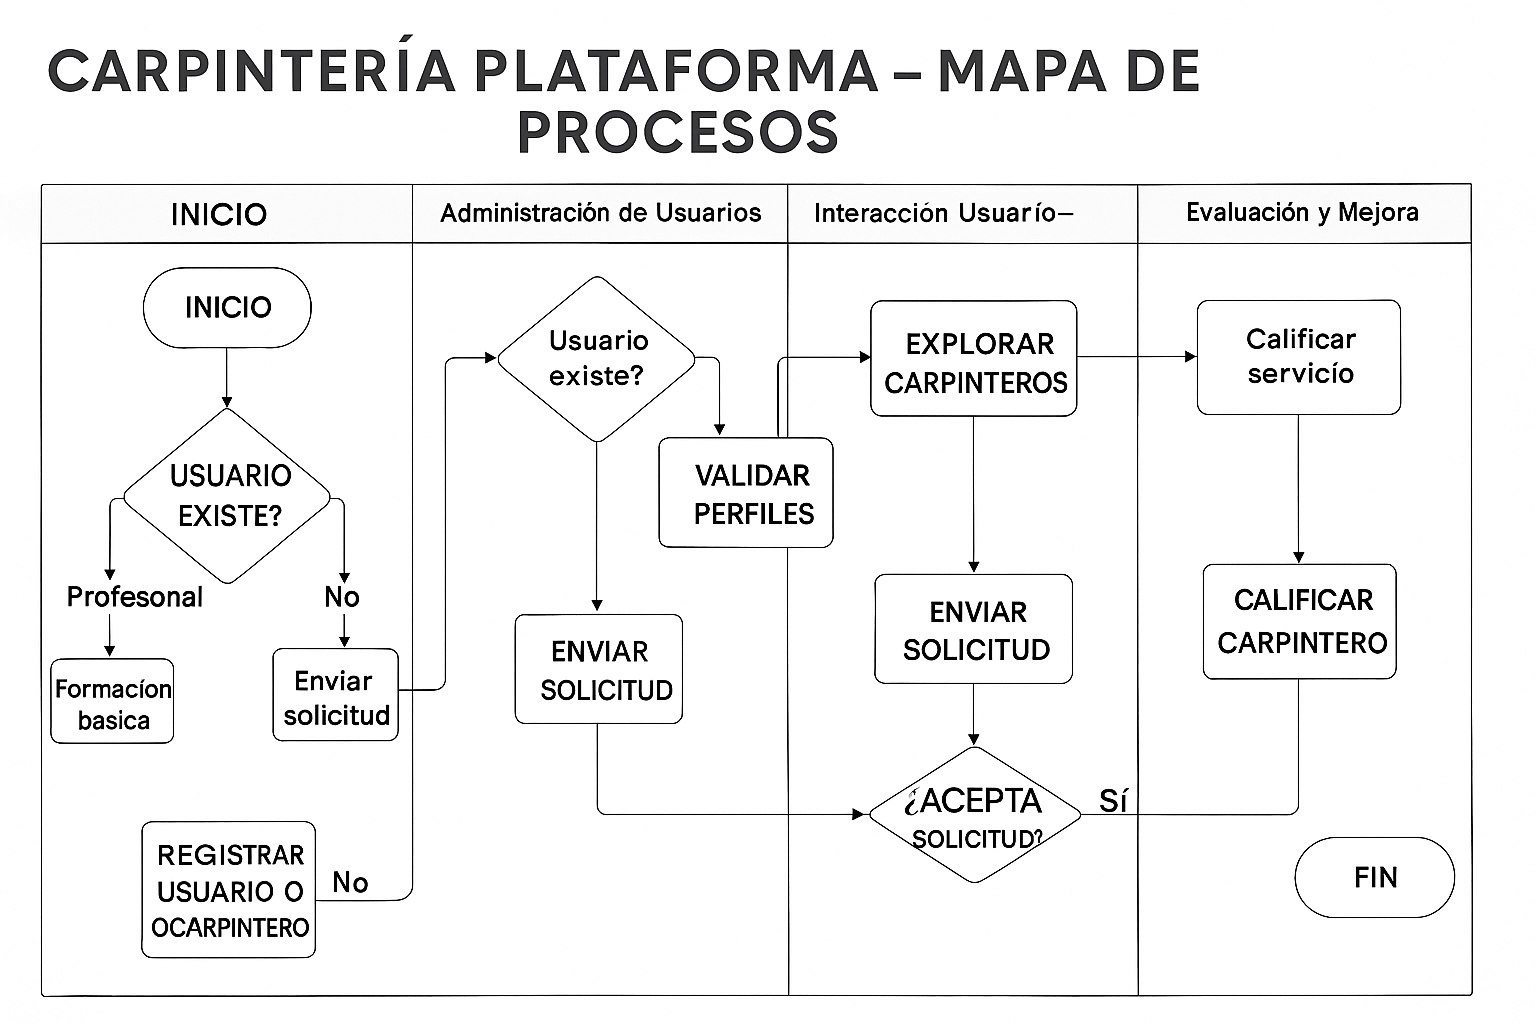 CARPINTERÍA PLATAFORMA – MAPA DE
PROCESOS
INICIO
Administración de Usuarios
Interacción Usuarío–
Evaluación y Mejora
INICIO
USUARIO
EXISTE?
Profesonal
No
Formacíon
basica
Enviar
solicitud
REGISTRAR
USUARIO O
OCARPINTERO
No
Usuario
existe?
VALIDAR
PERFILES
ENVIAR
SOLICITUD
EXPLORAR
CARPINTEROS
ENVIAR
SOLICITUD
¿ACEPTA
SOLICITUD?
Sí
Calificar
servicío
CALIFICAR
CARPINTERO
FIN